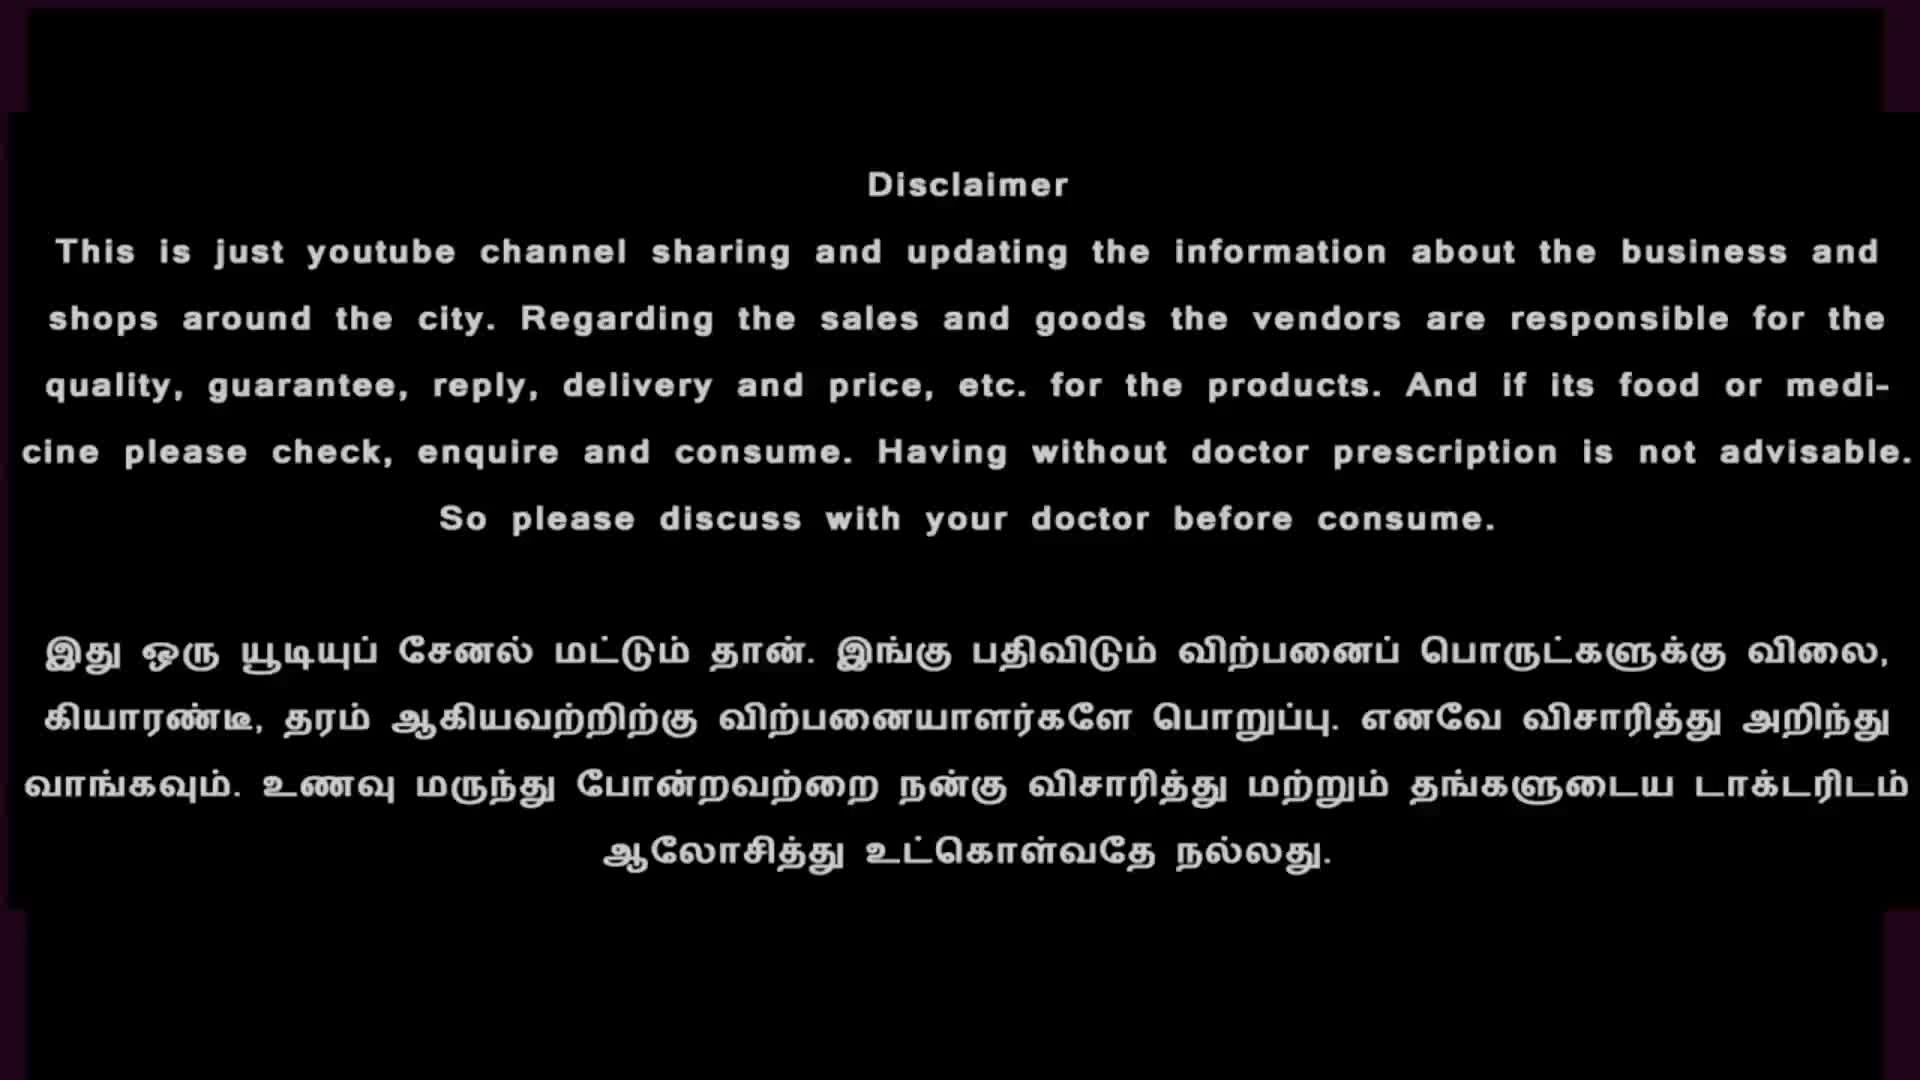 Disclaimer
This is just youtube channel sharing and updating the information about the business and
shops around the city. Regarding the sales and goods the vendors are responsible for the
quality, guarantee, reply, delivery and price, etc. for the products. And if its food or medi-
cine please check, enquire and consume. Having without doctor prescription is not advisable.
So please discuss with your doctor before consume.
இது ஒரு யூடியுப் சேனல் மட்டும் தான். இங்கு பதிவிடும் விற்பனைப் பொருட்களுக்கு விலை,
கியாரண்டீ, தரம் ஆகியவற்றிற்கு விற்பனையாளர்களே பொறுப்பு. எனவே விசாரித்து அறிந்து
வாங்கவும். உணவு மருந்து போன்றவற்றை நன்கு விசாரித்து மற்றும் தங்களுடைய டாக்டரிடம்
ஆலோசித்து உட்கொள்வதே நல்லது.